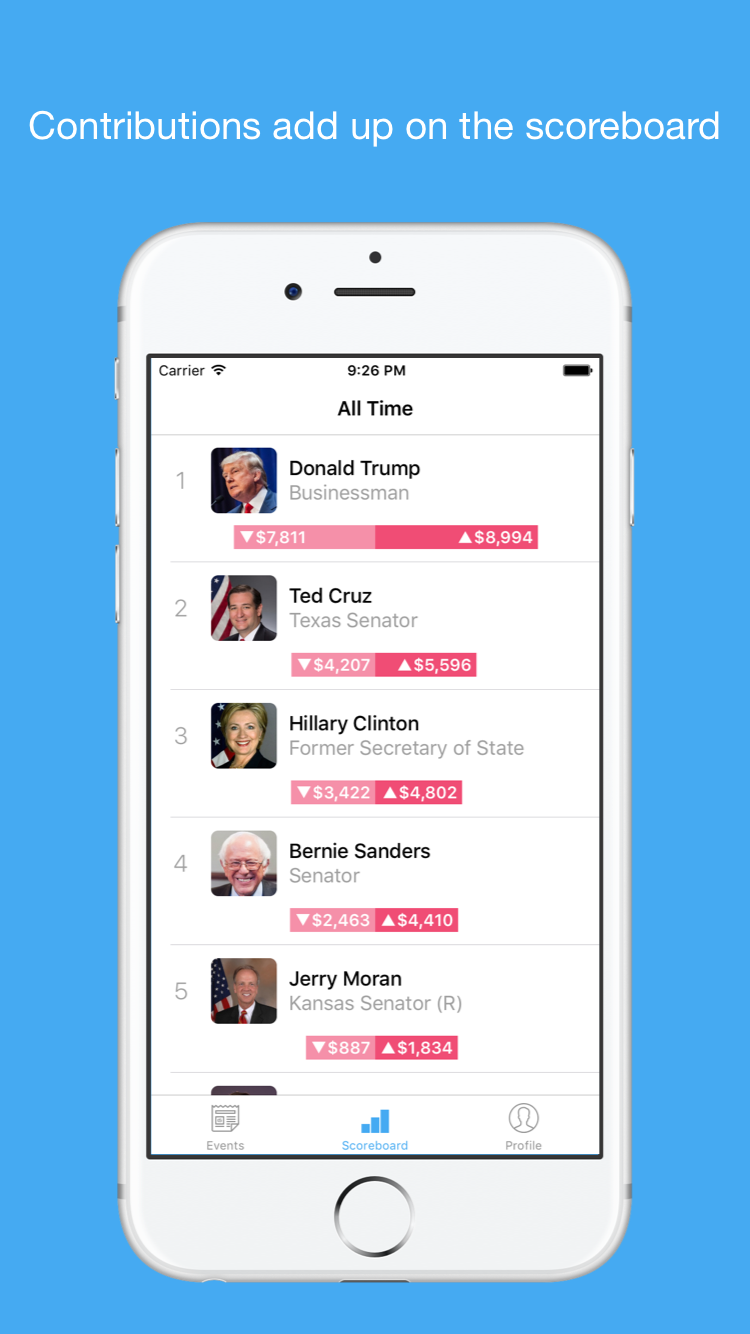 Contributions add up on the scoreboard
Carrier 9:26 PM
All Time
1 Donald Trump
Businessman
▼$7,811 ▲$8,994
2 Ted Cruz
Texas Senator
▼$4,207 ▲$5,596
3 Hillary Clinton
Former Secretary of State
▼$3,422 ▲$4,802
4 Bernie Sanders
Senator
▼$2,463 ▲$4,410
5 Jerry Moran
Kansas Senator (R)
▼$887 ▲$1,834
Events Scoreboard Profile